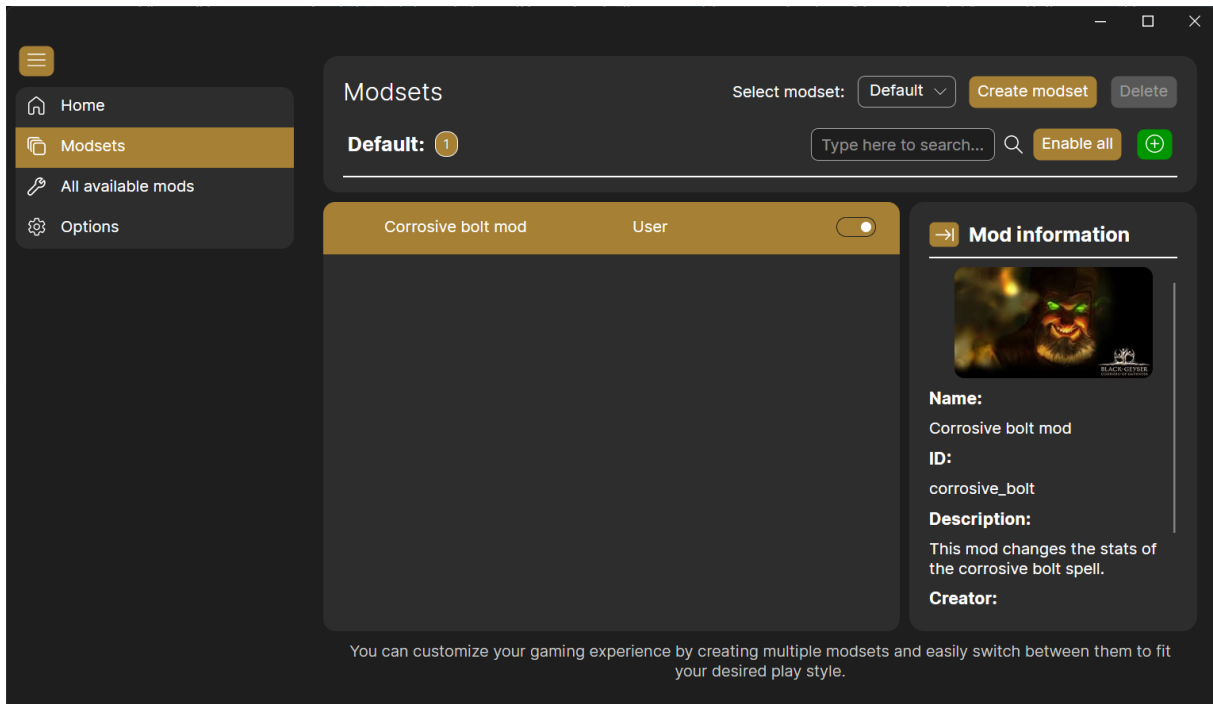 Home
Modsets
All available mods
Options
Modsets
Select modset: Default Create modset Delete
Default: 1
Type here to search... Enable all
Corrosive bolt mod User
Mod information
BLACK·GEYSER
Name:
Corrosive bolt mod
ID:
corrosive_bolt
Description:
This mod changes the stats of
the corrosive bolt spell.
Creator:
You can customize your gaming experience by creating multiple modsets and easily switch between them to fit
your desired play style.